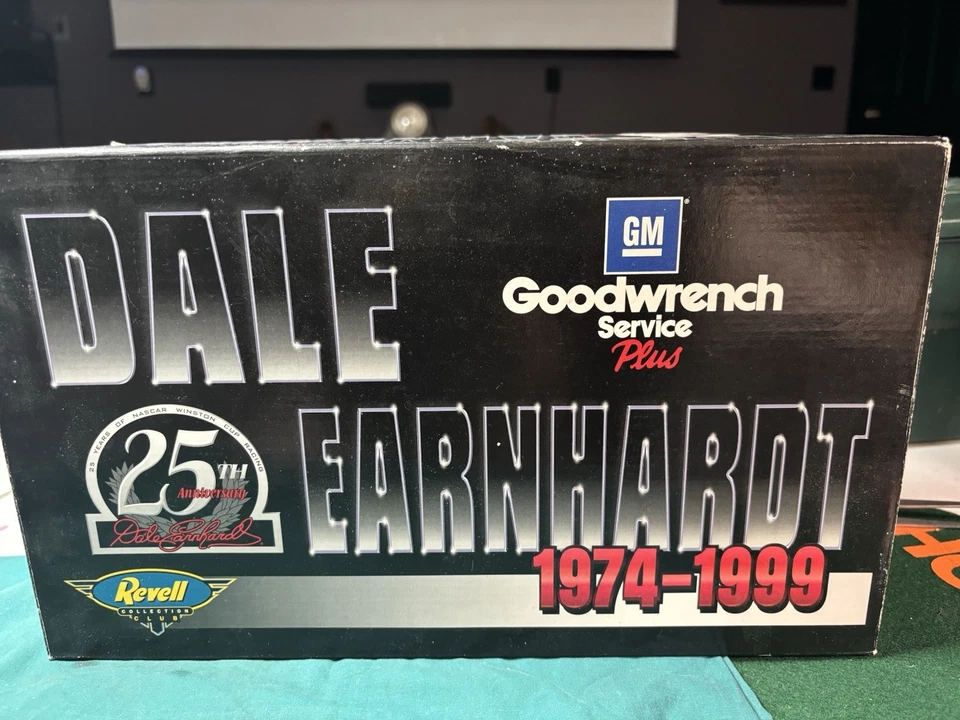 DALE
GM
Goodwrench
Service
Plus
25 YEARS OF NASCAR WINSTON CUP RACING
25TH
Anniversary
Dale Earnhardt
EARNHARDT
1974-1999
Revell
COLLECTION
CLUB